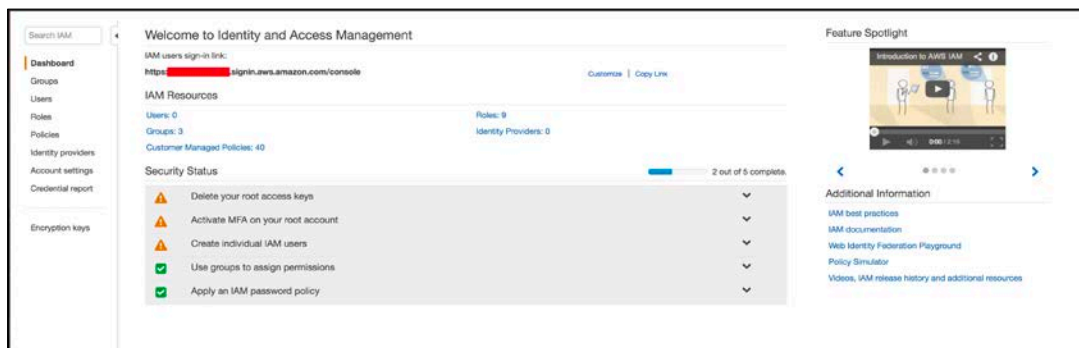 Search IAM
Dashboard
Groups
Users
Roles
Policies
Identity providers
Account settings
Credential report
Encryption keys
Welcome to Identity and Access Management
IAM users sign-in link:
https: .signin.aws.amazon.com/console
Customize | Copy Link
IAM Resources
Users: 0
Roles: 9
Groups: 3
Identity Providers: 0
Customer Managed Policies: 40
Security Status
2 out of 5 complete.
Delete your root access keys
Activate MFA on your root account
Create individual IAM users
Use groups to assign permissions
Apply an IAM password policy
Feature Spotlight
Introduction to AWS IAM
0:00
Additional Information
IAM best practices
IAM documentation
Web Identity Federation Playground
Policy Simulator
Videos, IAM release history and additional resources